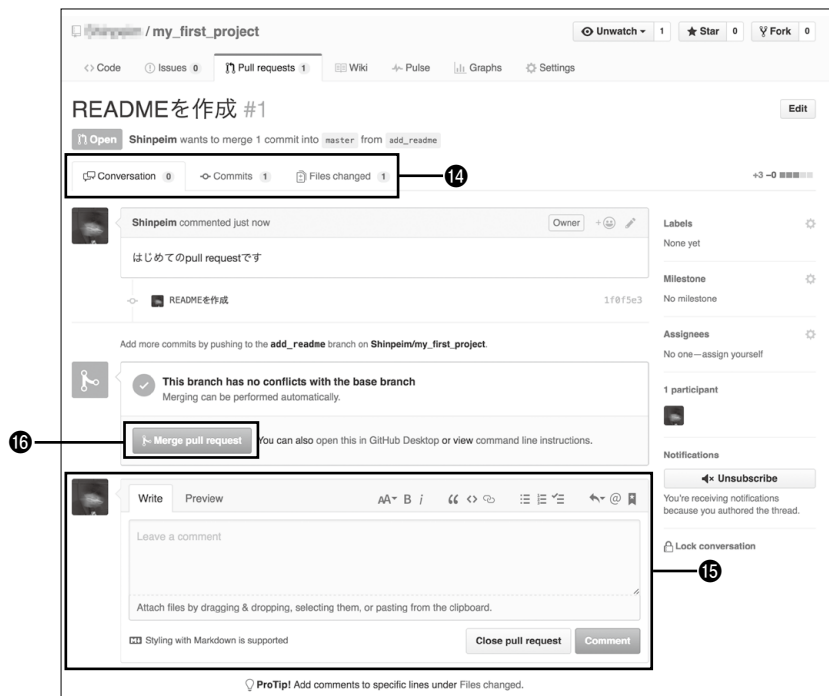 / my_first_project
Unwatch 1 Star 0 Fork 0
Code Issues 0 Pull requests 1 Wiki Pulse Graphs Settings
READMEを作成 #1
Edit
Open Shinpeim wants to merge 1 commit into master from add_readme
Conversation 0 Commits 1 Files changed 1
⓮
+3 −0
Shinpeim commented just now
Owner
はじめてのpull requestです
READMEを作成 1f0f5e3
Add more commits by pushing to the add_readme branch on Shinpeim/my_first_project.
This branch has no conflicts with the base branch
Merging can be performed automatically.
⓰
Merge pull request You can also open this in GitHub Desktop or view command line instructions.
Write Preview
AA B i “ <> @
Leave a comment
Attach files by dragging & dropping, selecting them, or pasting from the clipboard.
Styling with Markdown is supported
Close pull request Comment
⓯
ProTip! Add comments to specific lines under Files changed.
Labels
None yet
Milestone
No milestone
Assignees
No one—assign yourself
1 participant
Notifications
Unsubscribe
You're receiving notifications
because you authored the thread.
Lock conversation